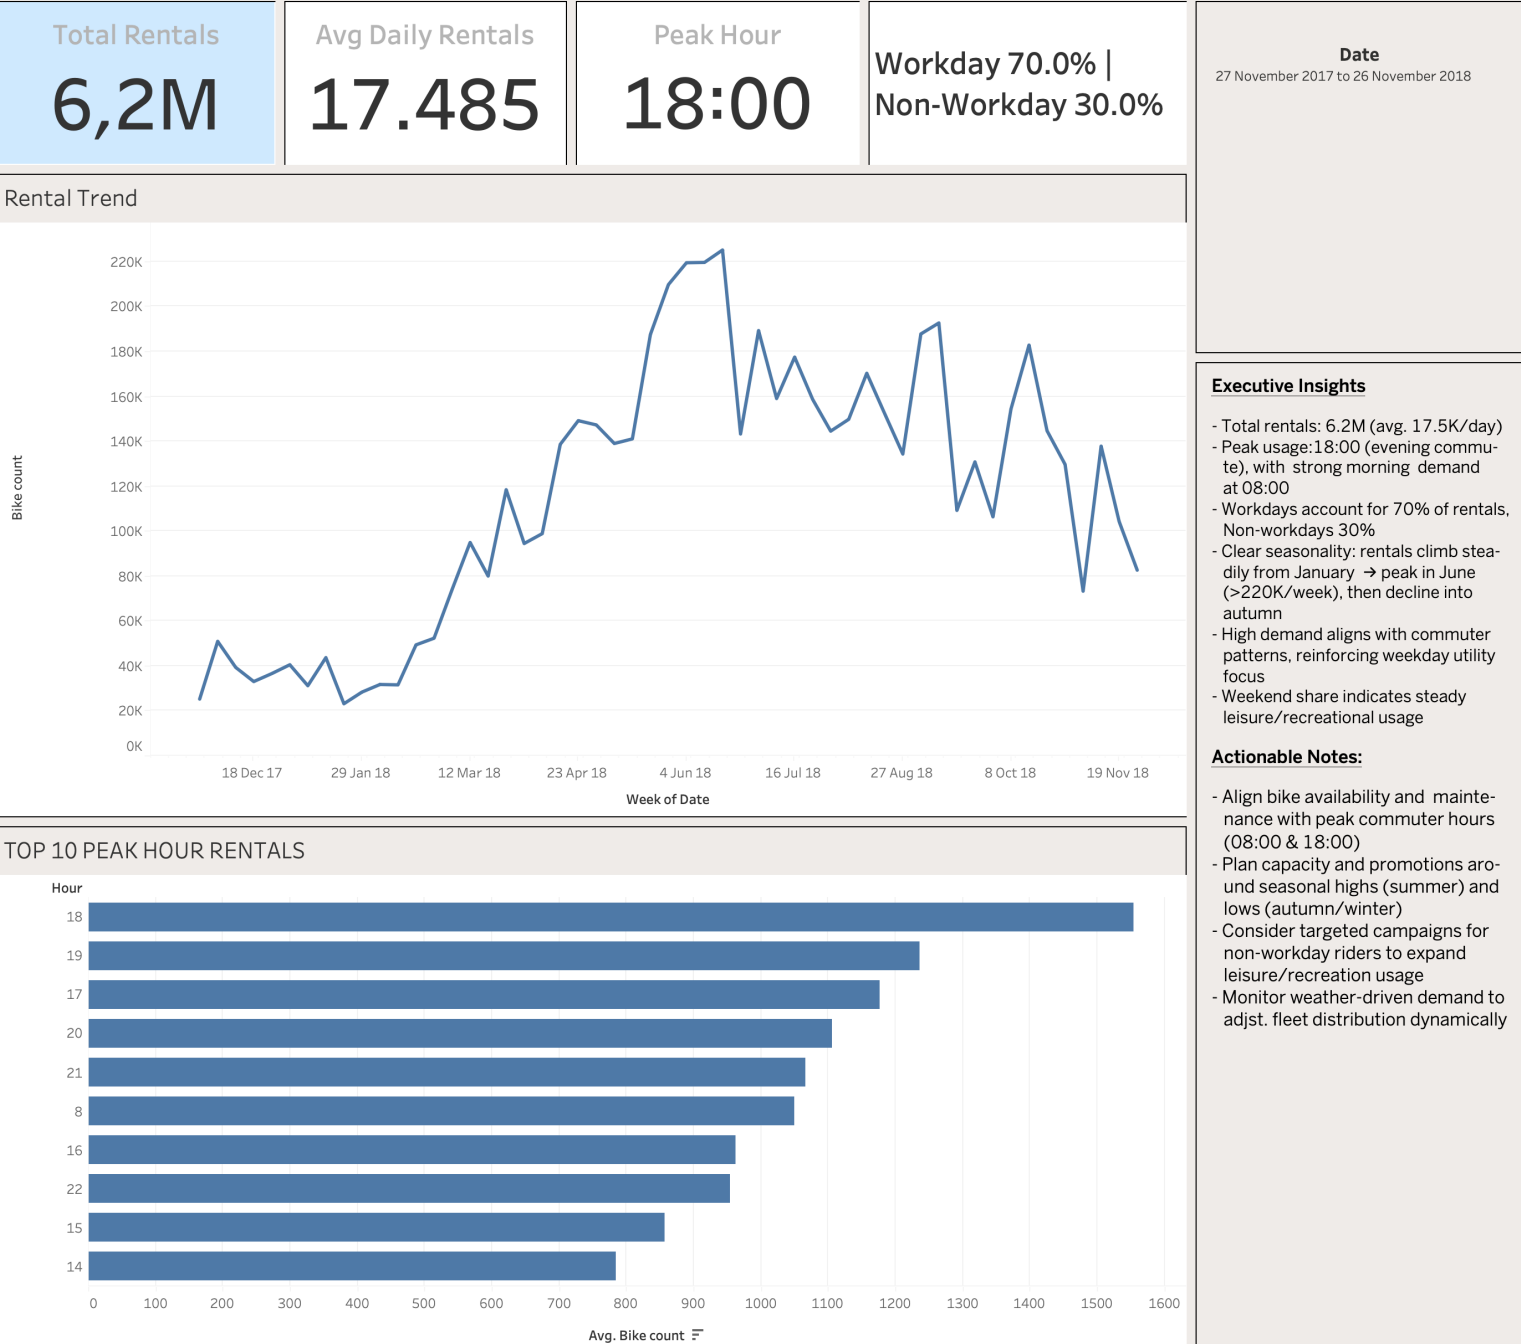 Total Rentals
6,2M
Avg Daily Rentals
17.485
Peak Hour
18:00
Workday 70.0% |
Non-Workday 30.0%
Date
27 November 2017 to 26 November 2018
Rental Trend
220K
200K
180K
160K
140K
120K
100K
80K
60K
40K
20K
0K
Bike count
18 Dec 17
29 Jan 18
12 Mar 18
23 Apr 18
4 Jun 18
16 Jul 18
27 Aug 18
8 Oct 18
19 Nov 18
Week of Date
TOP 10 PEAK HOUR RENTALS
Hour
18
19
17
20
21
8
16
22
15
14
0
100
200
300
400
500
600
700
800
900
1000
1100
1200
1300
1400
1500
1600
Avg. Bike count
Executive Insights
- Total rentals: 6.2M (avg. 17.5K/day)
- Peak usage:18:00 (evening commu-
te), with strong morning demand
at 08:00
- Workdays account for 70% of rentals,
Non-workdays 30%
- Clear seasonality: rentals climb stea-
dily from January → peak in June
(>220K/week), then decline into
autumn
- High demand aligns with commuter
patterns, reinforcing weekday utility
focus
- Weekend share indicates steady
leisure/recreational usage
Actionable Notes:
- Align bike availability and mainte-
nance with peak commuter hours
(08:00 & 18:00)
- Plan capacity and promotions aro-
und seasonal highs (summer) and
lows (autumn/winter)
- Consider targeted campaigns for
non-workday riders to expand
leisure/recreation usage
- Monitor weather-driven demand to
adjst. fleet distribution dynamically